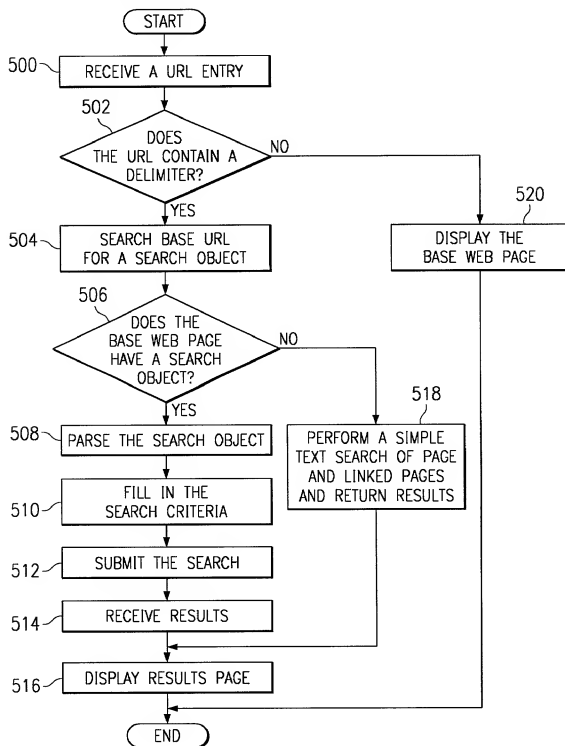 START
500
RECEIVE A URL ENTRY
502
DOES
THE URL CONTAIN A
DELIMITER?
NO
YES
504
SEARCH BASE URL
FOR A SEARCH OBJECT
520
DISPLAY THE
BASE WEB PAGE
506
DOES THE
BASE WEB PAGE
HAVE A SEARCH
OBJECT?
NO
YES
508
PARSE THE SEARCH OBJECT
518
PERFORM A SIMPLE
TEXT SEARCH OF PAGE
AND LINKED PAGES
AND RETURN RESULTS
510
FILL IN THE
SEARCH CRITERIA
512
SUBMIT THE SEARCH
514
RECEIVE RESULTS
516
DISPLAY RESULTS PAGE
END